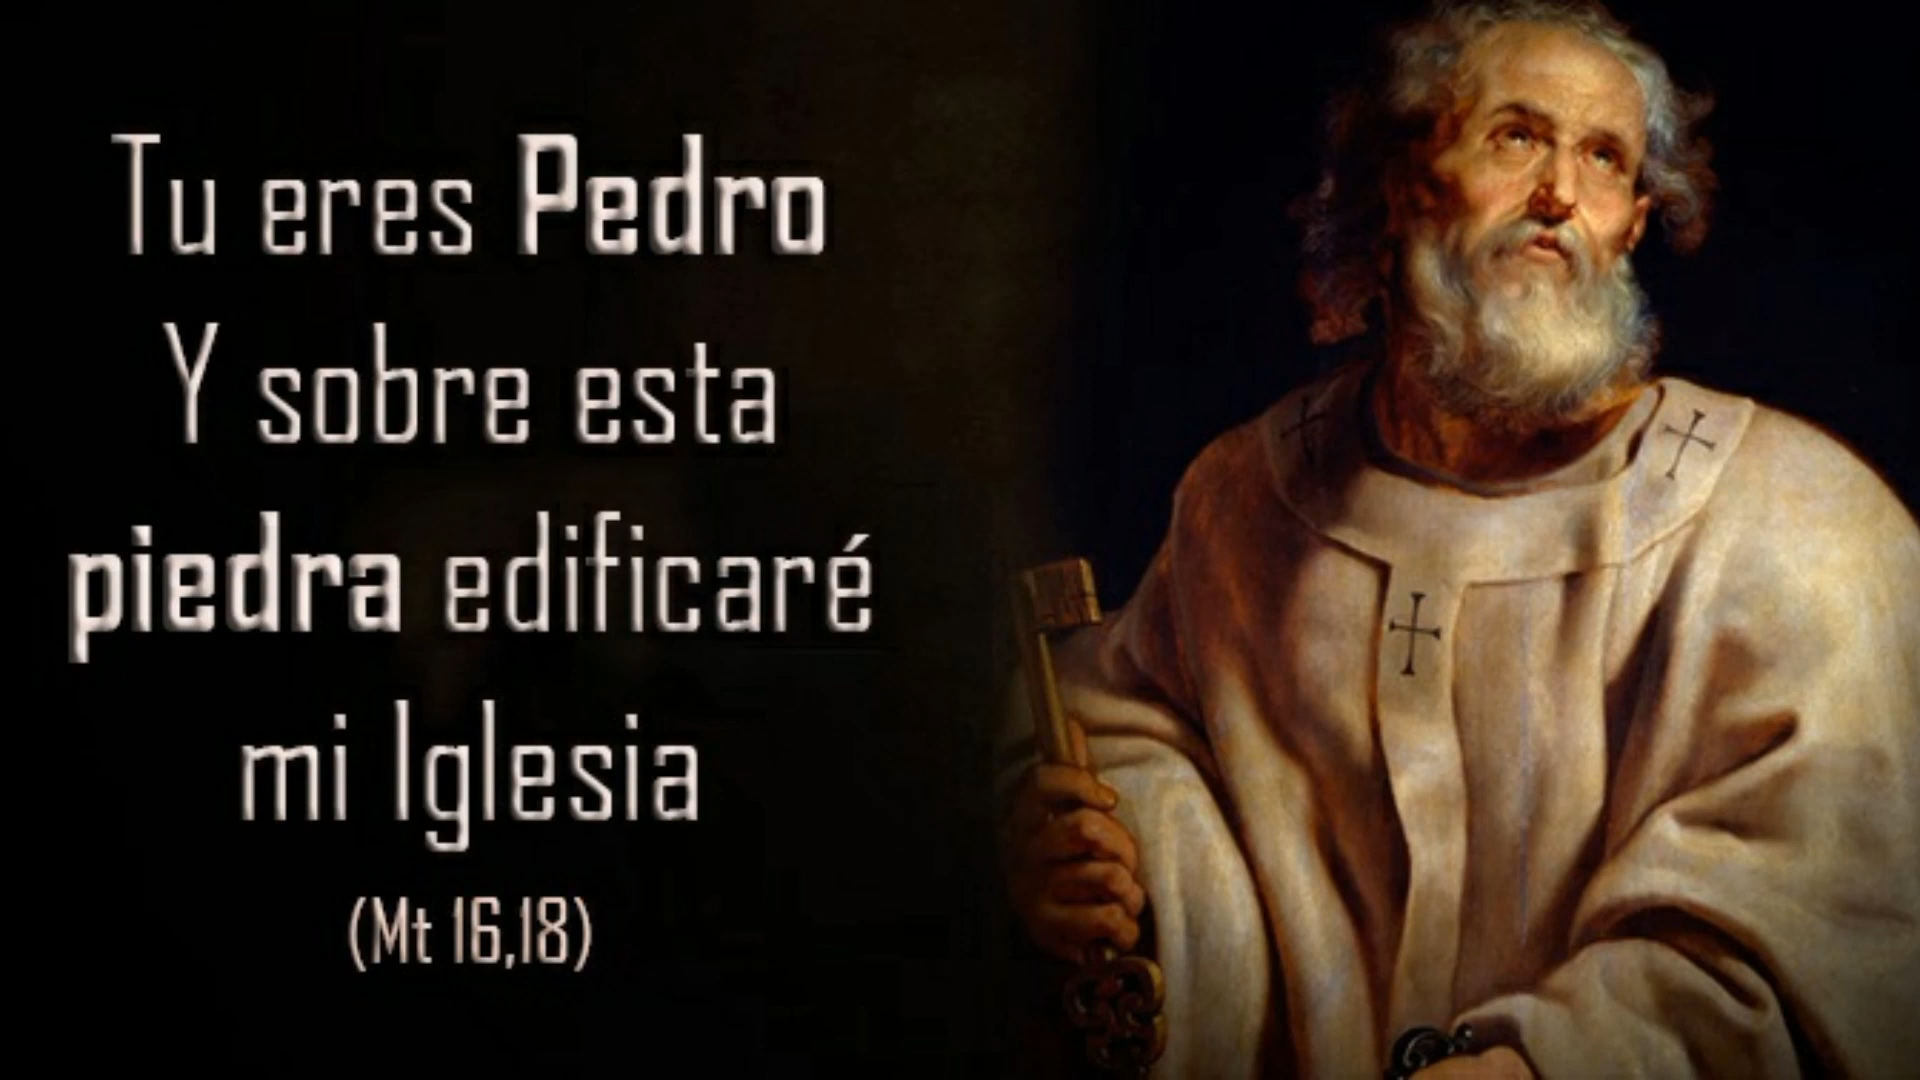 Tu eres Pedro
Y sobre esta
piedra edificaré
mi Iglesia
(Mt 16,18)